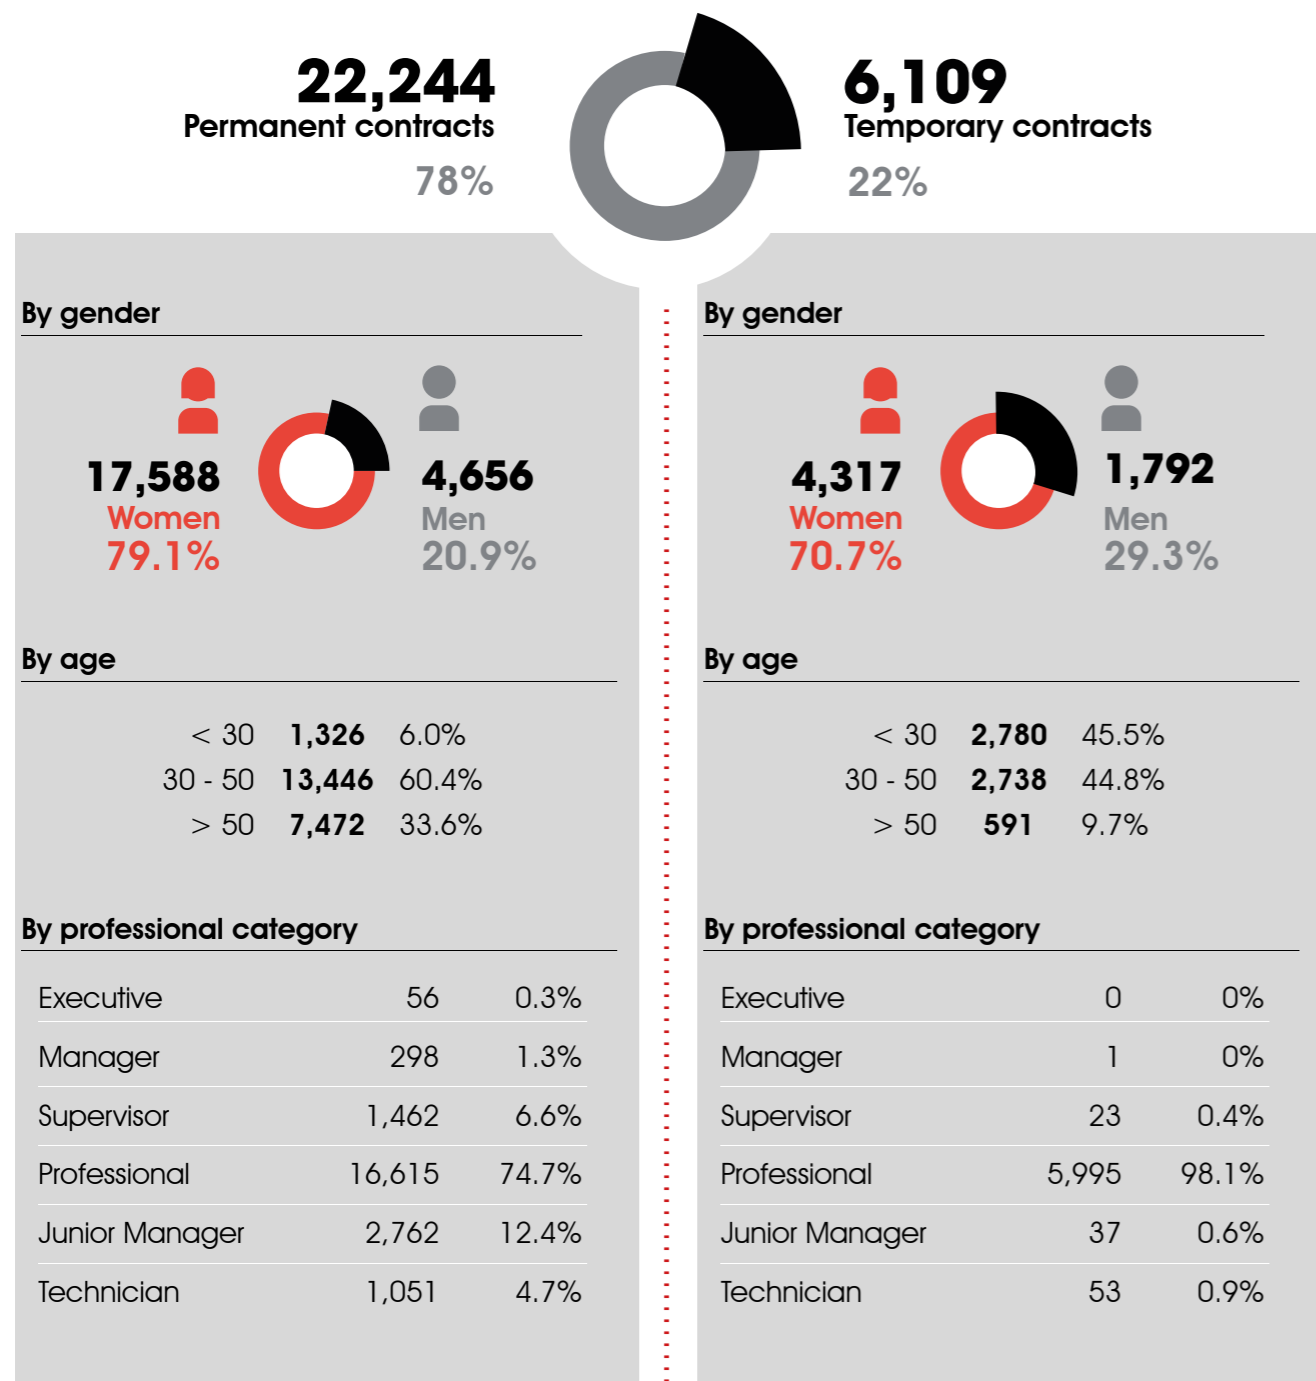 22,244
Permanent contracts
78%
6,109
Temporary contracts
22%
By gender
17,588
Women
79.1%
4,656
Men
20.9%
By age
< 30 1,326 6.0%
30 - 50 13,446 60.4%
> 50 7,472 33.6%
By professional category
Executive 56 0.3%
Manager 298 1.3%
Supervisor 1,462 6.6%
Professional 16,615 74.7%
Junior Manager 2,762 12.4%
Technician 1,051 4.7%
By gender
4,317
Women
70.7%
1,792
Men
29.3%
By age
< 30 2,780 45.5%
30 - 50 2,738 44.8%
> 50 591 9.7%
By professional category
Executive 0 0%
Manager 1 0%
Supervisor 23 0.4%
Professional 5,995 98.1%
Junior Manager 37 0.6%
Technician 53 0.9%